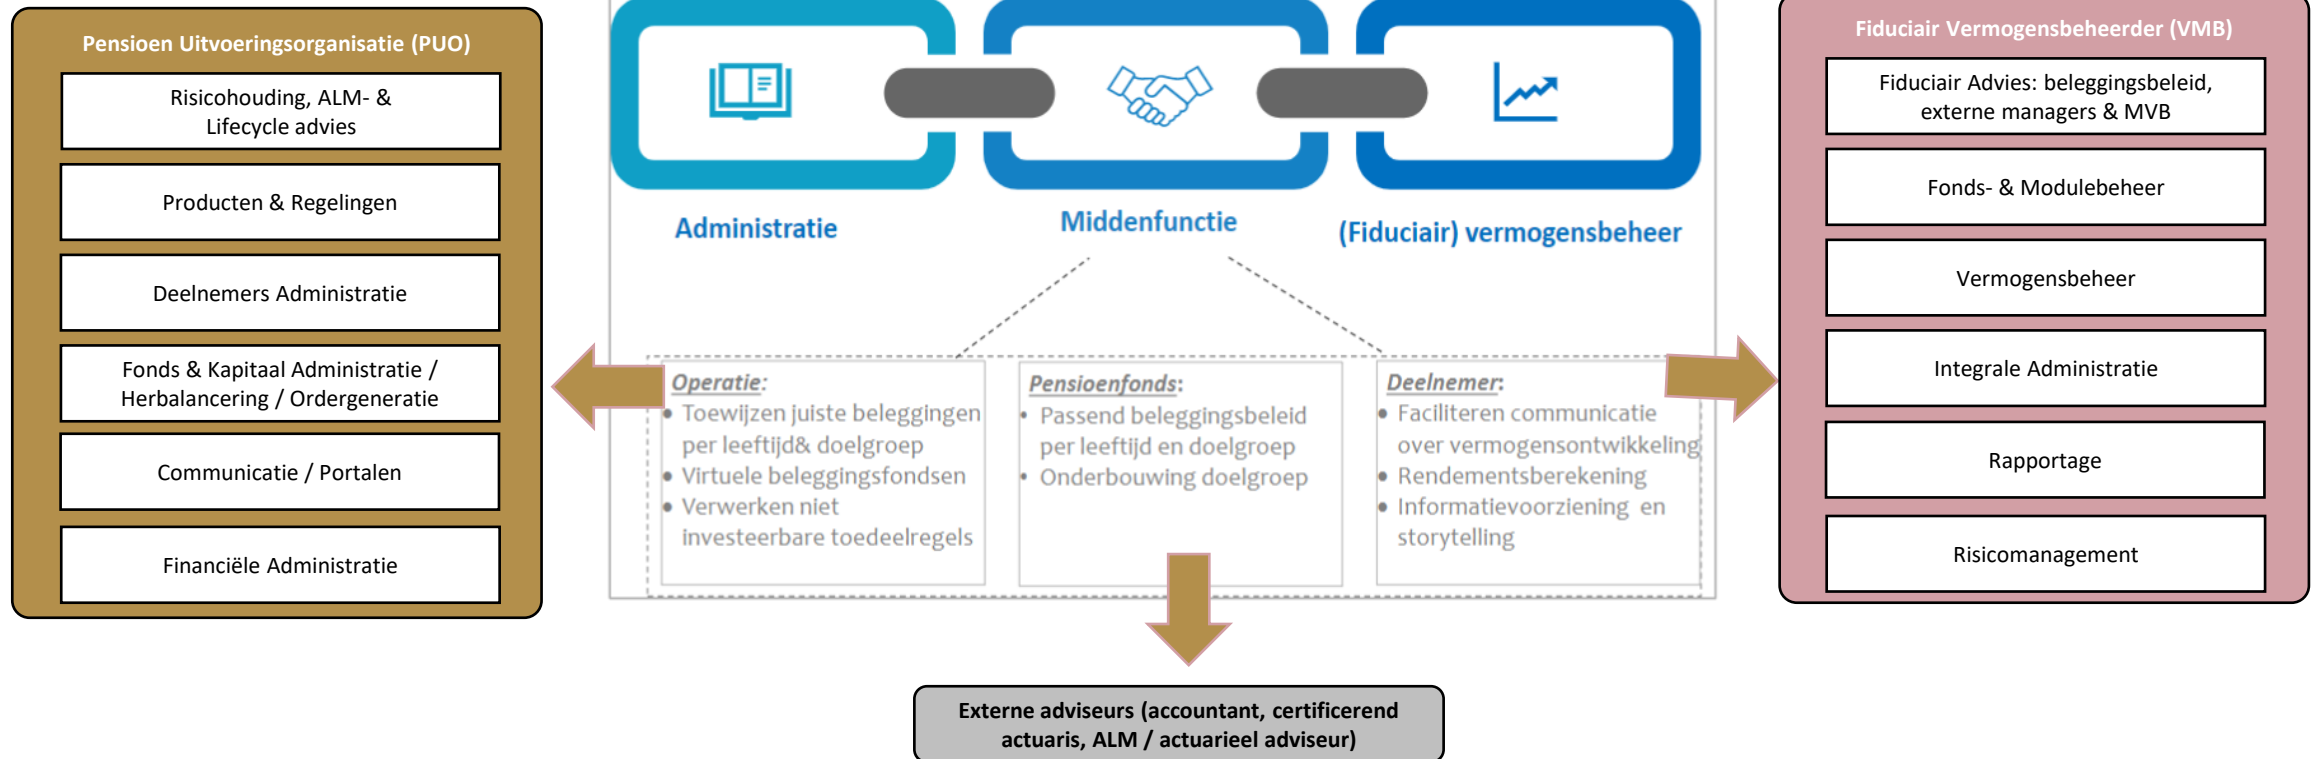 Pensioen Uitvoeringsorganisatie (PUO)
Risicohouding, ALM- &
Lifecycle advies
Producten & Regelingen
Deelnemers Administratie
Fonds & Kapitaal Administratie /
Herbalancering / Ordergeneratie
Communicatie / Portalen
Financiële Administratie
Administratie
Middenfunctie
(Fiduciair) vermogensbeheer
Operatie:
• Toewijzen juiste beleggingen
per leeftijd& doelgroep
• Virtuele beleggingsfondsen
• Verwerken niet
investeerbare toedeelregels
Pensioenfonds:
• Passend beleggingsbeleid
per leeftijd en doelgroep
• Onderbouwing doelgroep
Deelnemer:
• Faciliteren communicatie
over vermogensontwikkeling
• Rendementsberekening
• Informatievoorziening en
storytelling
Fiduciair Vermogensbeheerder (VMB)
Fiduciair Advies: beleggingsbeleid,
externe managers & MVB
Fonds- & Modulebeheer
Vermogensbeheer
Integrale Administratie
Rapportage
Risicomanagement
Externe adviseurs (accountant, certificerend
actuaris, ALM / actuarieel adviseur)